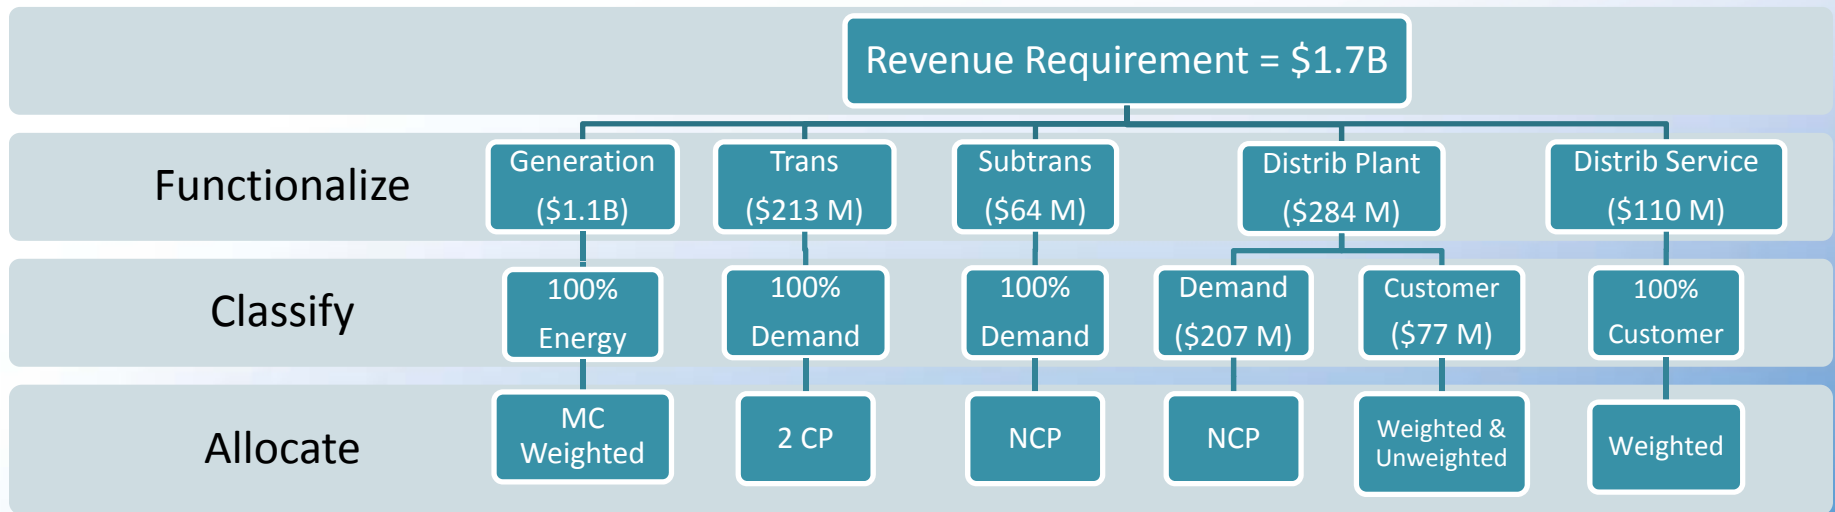 Revenue Requirement = $1.7B
Functionalize
Generation
($1.1B)
Trans
($213 M)
Subtrans
($64 M)
Distrib Plant
($284 M)
Distrib Service
($110 M)
Classify
100%
Energy
100%
Demand
100%
Demand
Demand
($207 M)
Customer
($77 M)
100%
Customer
Allocate
MC
Weighted
2 CP
NCP
NCP
Weighted &
Unweighted
Weighted